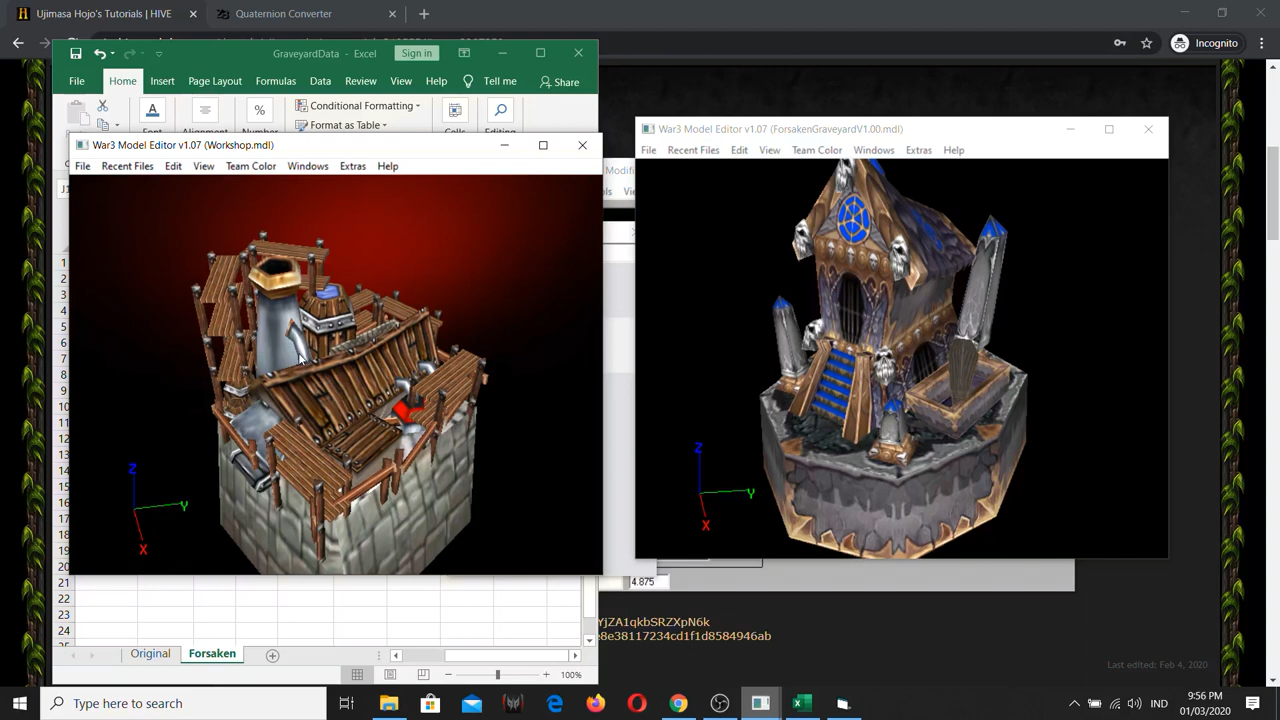 Ujimasa Hojo's Tutorials | HIVE
Quaternion Converter
Incognito
GraveyardData - Excel
Sign in
File
Home
Insert
Page Layout
Formulas
Data
Review
View
Help
Tell me
Share
Conditional Formatting
Format as Table
War3 Model Editor v1.07 (Workshop.mdl)
File
Recent Files
Edit
View
Team Color
Windows
Extras
Help
Z
Y
X
War3 Model Editor v1.07 (ForsakenGraveyardV1.00.mdl)
File
Recent Files
Edit
View
Team Color
Windows
Extras
Help
Z
Y
X
1
2
3
4
5
6
7
8
9
10
11
12
13
14
15
16
17
18
19
20
21
22
23
24
4.875
YjZA1qkbSRZXpN6k
e8e38117234cd1f1d8584946ab
Last edited: Feb 4, 2020
Original
Forsaken
100%
Type here to search
IND
9:56 PM
01/03/2020